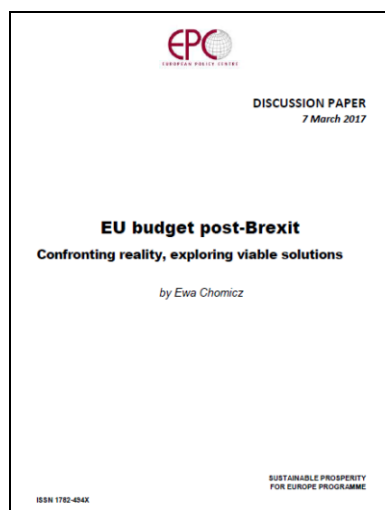 EPC
EUROPEAN POLICY CENTRE
DISCUSSION PAPER
7 March 2017
EU budget post-Brexit
Confronting reality, exploring viable solutions
by Ewa Chomicz
SUSTAINABLE PROSPERITY
FOR EUROPE PROGRAMME
ISSN 1782-494X